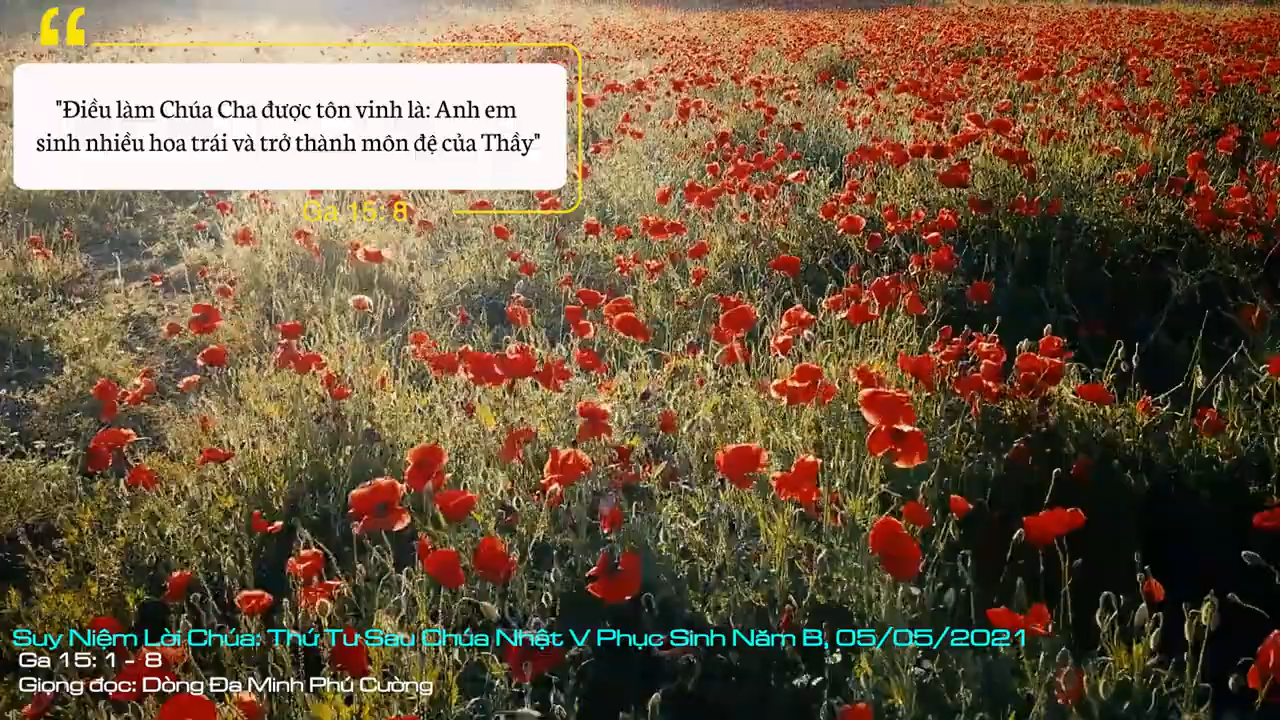 "Điều làm Chúa Cha được tôn vinh là: Anh em
sinh nhiều hoa trái và trở thành môn đệ của Thầy"
Ga 15: 8
Suy Niệm Lời Chúa: Thứ Tư Sau Chúa Nhật V Phục Sinh Năm B, 05/05/2021
Ga 15: 1 - 8
Giọng đọc: Dòng Đa Minh Phú Cường